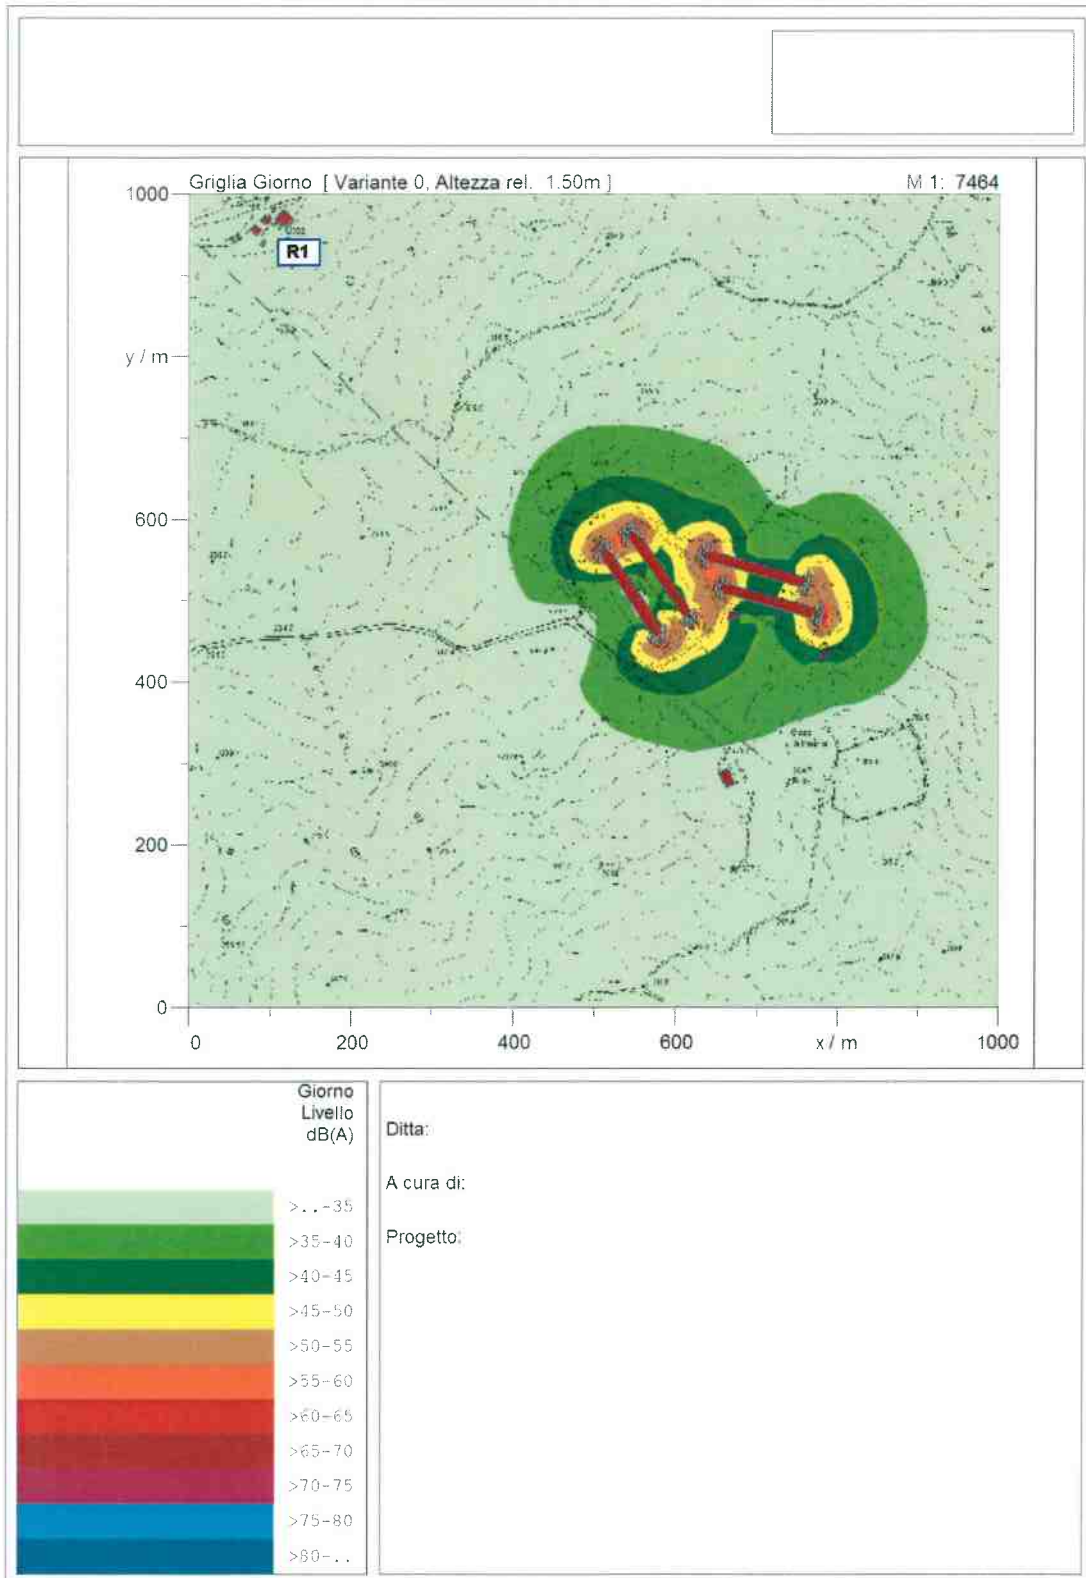 Griglia Giorno [ Variante 0, Altezza rel. 1.50m ]
M 1: 7464
1000
R1
y / m
600
400
200
0
0
200
400
600
x / m
1000
Giorno
Livello
dB(A)
>..-35
>35-40
>40-45
>45-50
>50-55
>55-60
>60-65
>65-70
>70-75
>75-80
>80-..
Ditta:
A cura di:
Progetto: